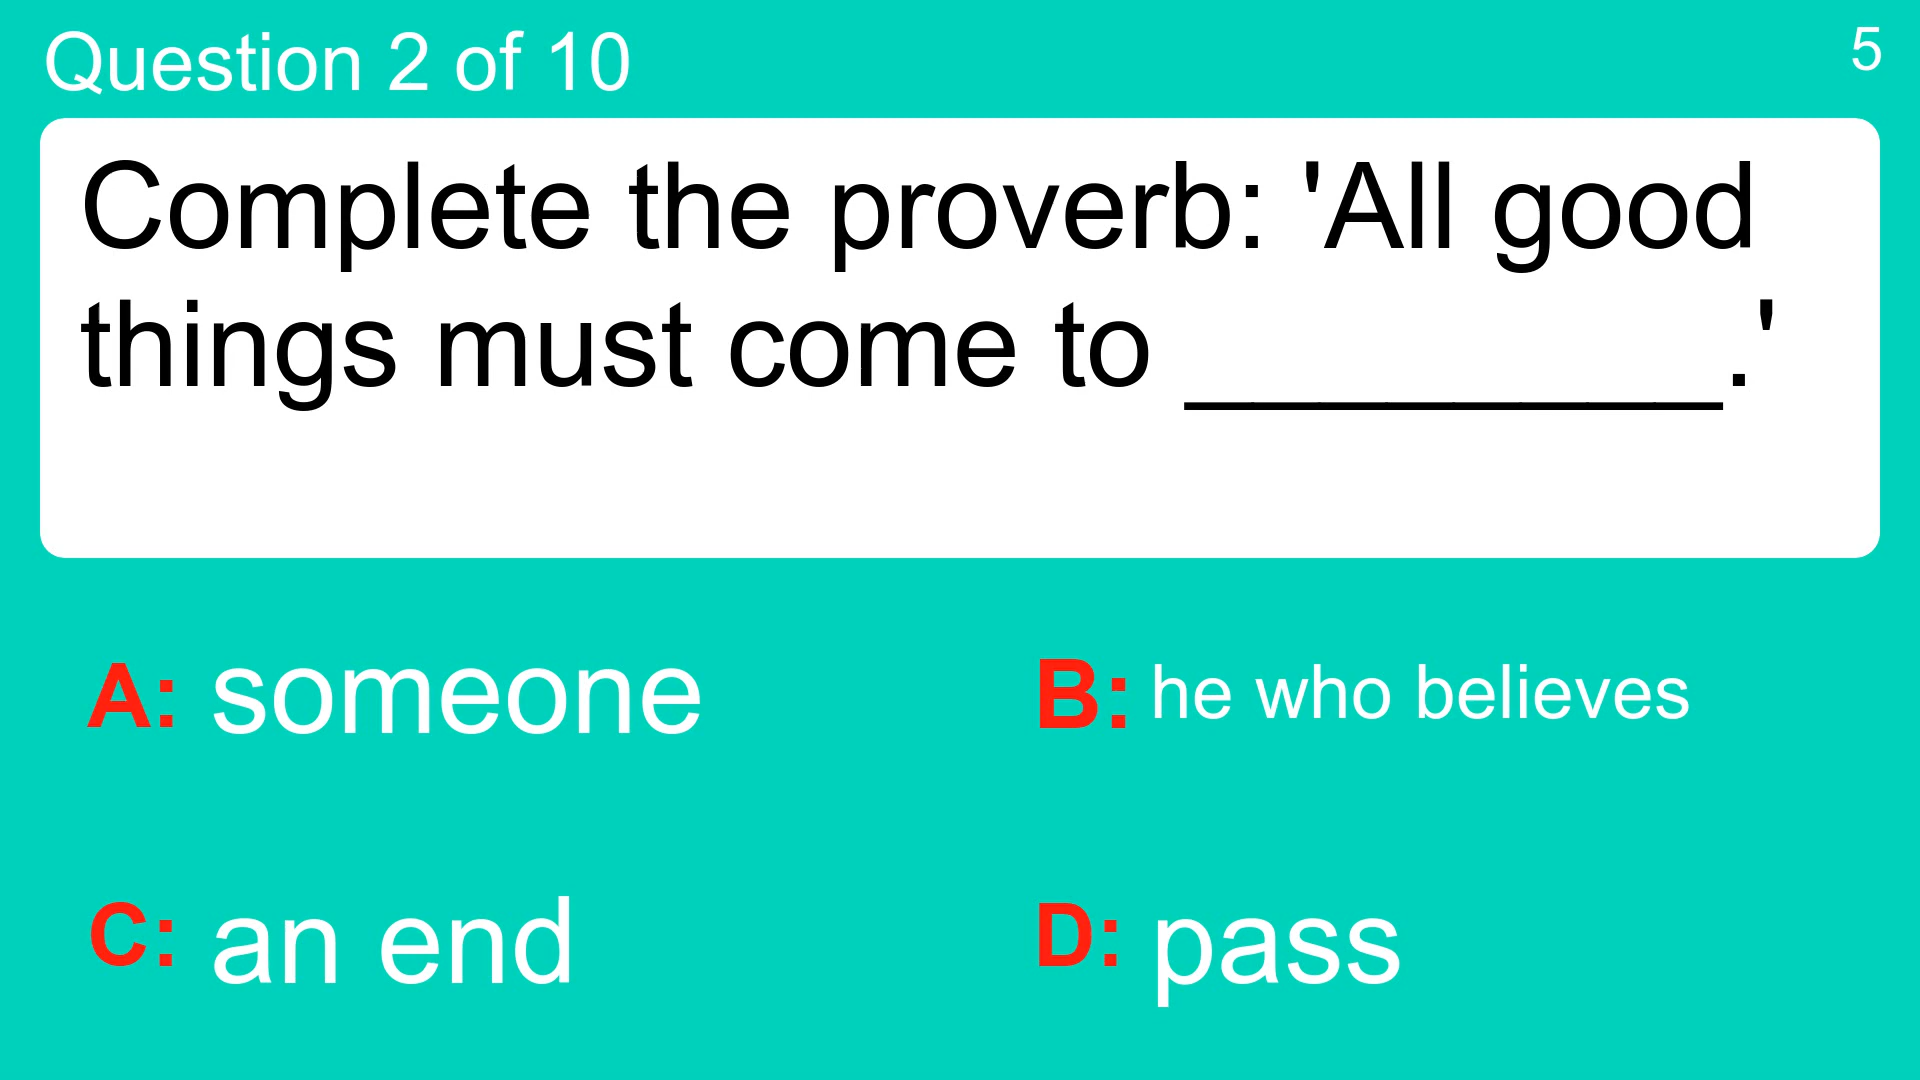 Question 2 of 10
5
Complete the proverb: 'All good
things must come to ________.'
A: someone
B: he who believes
C: an end
D: pass